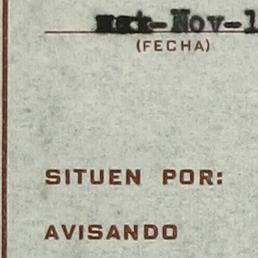 -Nov-1
(FECHA)
SITUEN POR:
AVISANDO